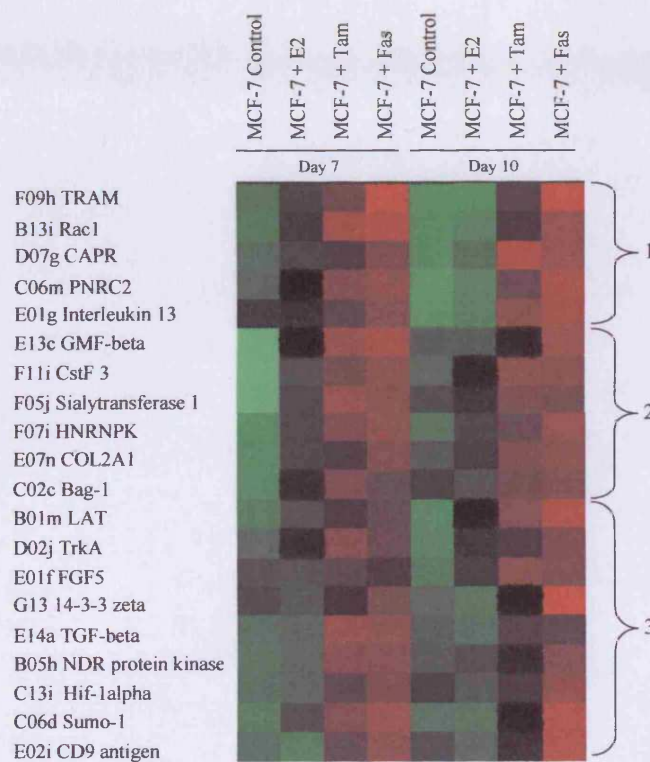 MCF-7 Control
MCF-7 + E2
MCF-7 + Tam
MCF-7 + Fas
MCF-7 Control
MCF-7 + E2
MCF-7 + Tam
MCF-7 + Fas
Day 7
Day 10
F09h TRAM
B13i Rac1
D07g CAPR
C06m PNRC2
E01g Interleukin 13
E13c GMF-beta
F11i CstF 3
F05j Sialytransferase 1
F07i HNRNPK
E07n COL2A1
C02c Bag-1
B01m LAT
D02j TrkA
E01f FGF5
G13 14-3-3 zeta
E14a TGF-beta
B05h NDR protein kinase
C13i Hif-1alpha
C06d Sumo-1
E02i CD9 antigen
1
2
3